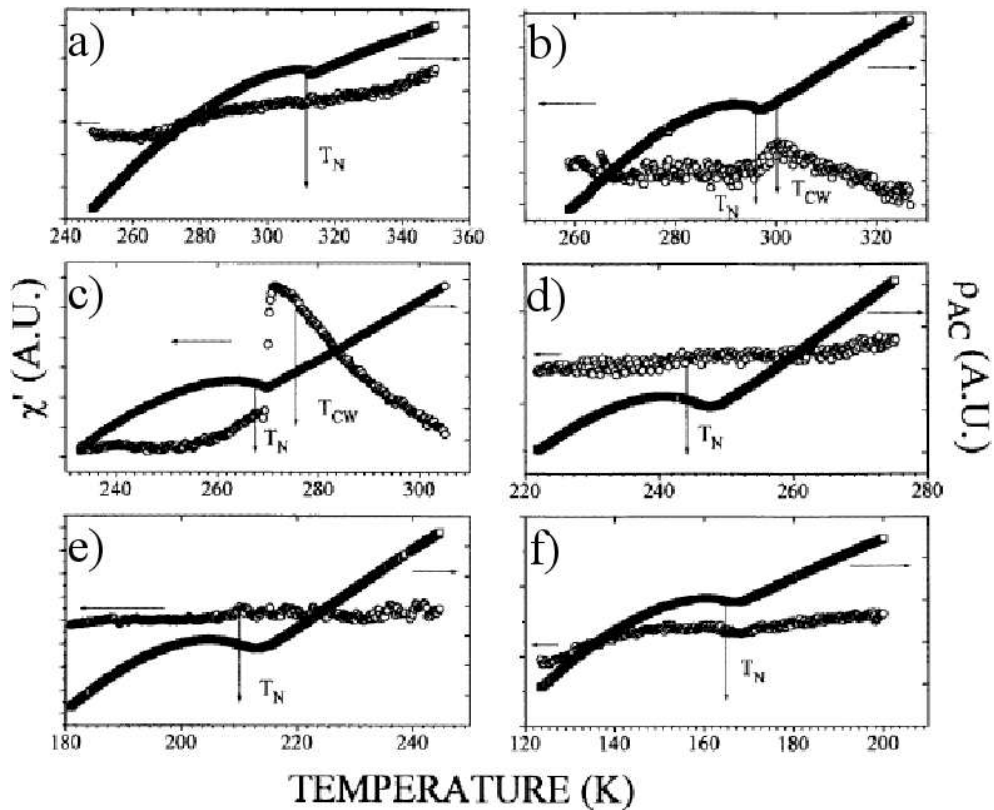 a)
T_N
240 260 280 300 320 340 360
b)
T_N T_CW
260 280 300 320
χ' (A.U.)
c)
T_N T_CW
240 260 280 300
d)
T_N
220 240 260 280
ρ_AC (A.U.)
e)
T_N
180 200 220 240
f)
T_N
120 140 160 180 200
TEMPERATURE (K)